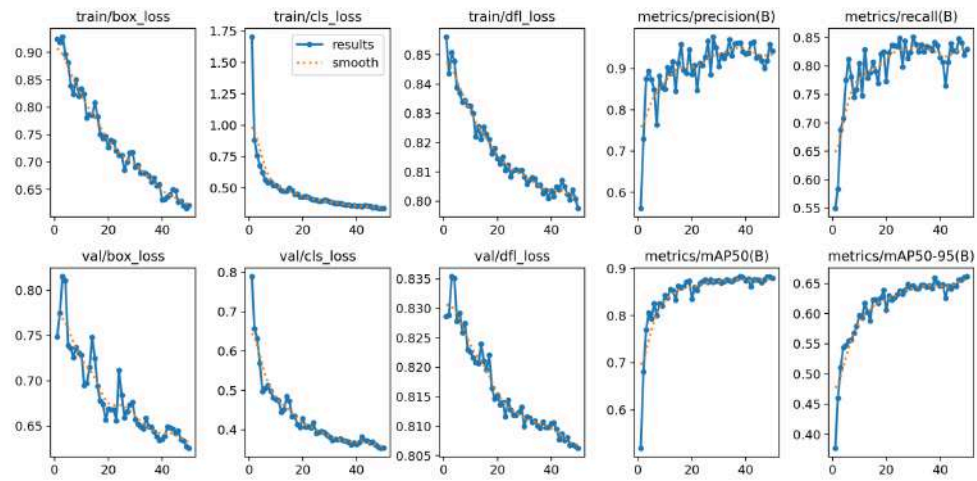 train/box_loss
train/cls_loss
train/dfl_loss
metrics/precision(B)
metrics/recall(B)
0.90
0.85
0.80
0.75
0.70
0.65
0 20 40
1.75
1.50
1.25
1.00
0.75
0.50
results
smooth
0 20 40
0.85
0.84
0.83
0.82
0.81
0.80
0 20 40
0.9
0.8
0.7
0.6
0 20 40
0.85
0.80
0.75
0.70
0.65
0.60
0.55
0 20 40
val/box_loss
val/cls_loss
val/dfl_loss
metrics/mAP50(B)
metrics/mAP50-95(B)
0.80
0.75
0.70
0.65
0 20 40
0.8
0.7
0.6
0.5
0.4
0 20 40
0.835
0.830
0.825
0.820
0.815
0.810
0.805
0 20 40
0.9
0.8
0.7
0.6
0 20 40
0.65
0.60
0.55
0.50
0.45
0.40
0 20 40